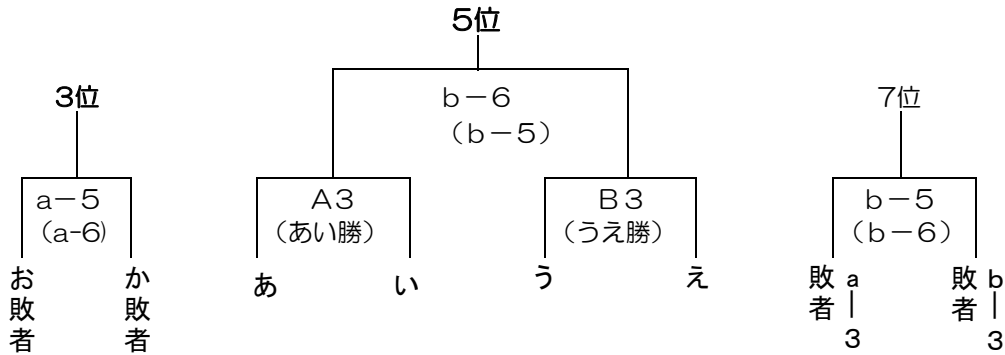 5位
3位
7位
b－6
（b－5）
a－5
（a-6）
A3
（あい勝）
B3
（うえ勝）
b－5
（b－6）
お敗者
か敗者
あ
い
う
え
敗者 a－3
敗者 b－3